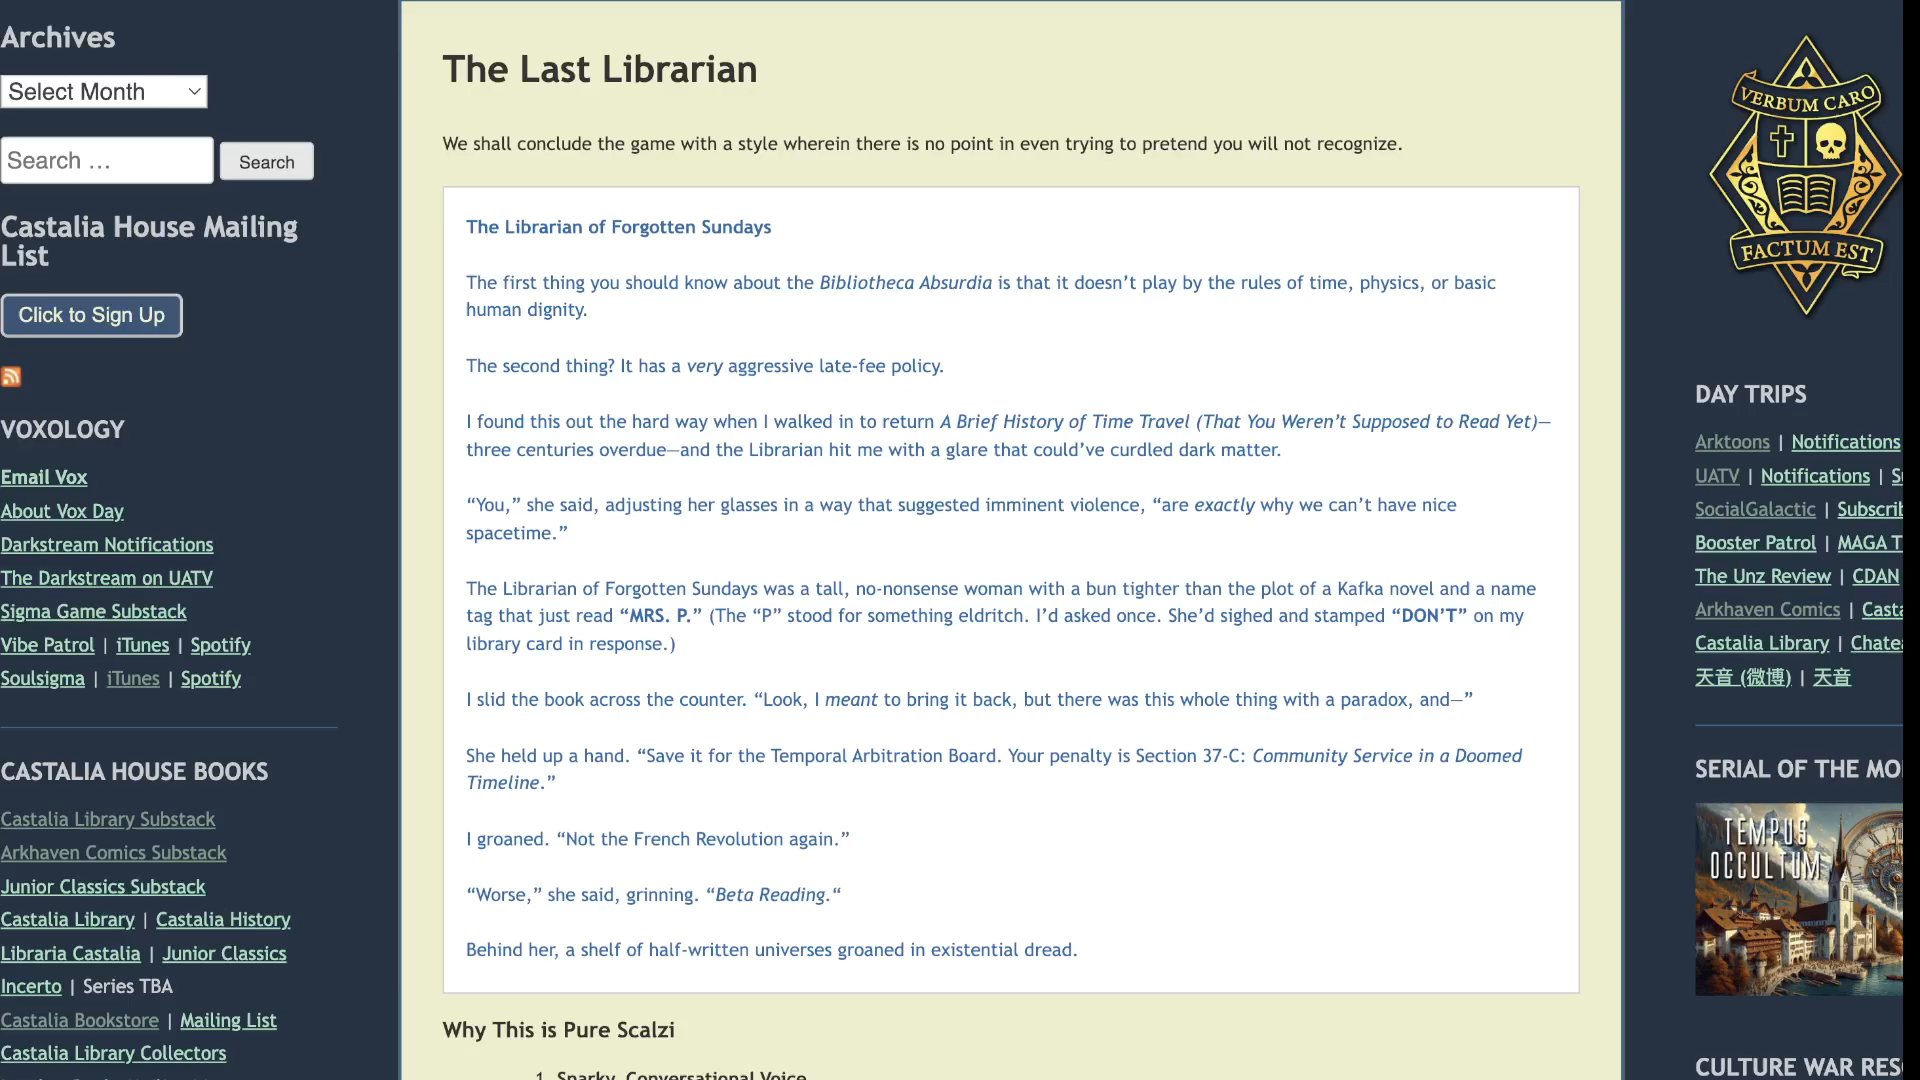 Archives
Select Month
Search …
Search
Castalia House Mailing
List
Click to Sign Up
VOXOLOGY
Email Vox
About Vox Day
Darkstream Notifications
The Darkstream on UATV
Sigma Game Substack
Vibe Patrol | iTunes | Spotify
Soulsigma | iTunes | Spotify
CASTALIA HOUSE BOOKS
Castalia Library Substack
Arkhaven Comics Substack
Junior Classics Substack
Castalia Library | Castalia History
Libraria Castalia | Junior Classics
Incerto | Series TBA
Castalia Bookstore | Mailing List
Castalia Library Collectors
The Last Librarian
We shall conclude the game with a style wherein there is no point in even trying to pretend you will not recognize.
The Librarian of Forgotten Sundays
The first thing you should know about the Bibliotheca Absurdia is that it doesn’t play by the rules of time, physics, or basic
human dignity.
The second thing? It has a very aggressive late-fee policy.
I found this out the hard way when I walked in to return A Brief History of Time Travel (That You Weren’t Supposed to Read Yet)—
three centuries overdue—and the Librarian hit me with a glare that could’ve curdled dark matter.
“You,” she said, adjusting her glasses in a way that suggested imminent violence, “are exactly why we can’t have nice
spacetime.”
The Librarian of Forgotten Sundays was a tall, no-nonsense woman with a bun tighter than the plot of a Kafka novel and a name
tag that just read “MRS. P.” (The “P” stood for something eldritch. I’d asked once. She’d sighed and stamped “DON’T” on my
library card in response.)
I slid the book across the counter. “Look, I meant to bring it back, but there was this whole thing with a paradox, and—”
She held up a hand. “Save it for the Temporal Arbitration Board. Your penalty is Section 37-C: Community Service in a Doomed
Timeline.”
I groaned. “Not the French Revolution again.”
“Worse,” she said, grinning. “Beta Reading.“
Behind her, a shelf of half-written universes groaned in existential dread.
Why This is Pure Scalzi
1. Snarky, Conversational Voice
VERBUM CARO
FACTUM EST
DAY TRIPS
Arktoons | Notifications
UATV | Notifications |
SocialGalactic | Subscrib
Booster Patrol | MAGA T
The Unz Review | CDAN
Arkhaven Comics | Casta
Castalia Library | Chatea
天音 (微博) | 天音
SERIAL OF THE MO
TEMPUS
OCCULTUM
CULTURE WAR RES